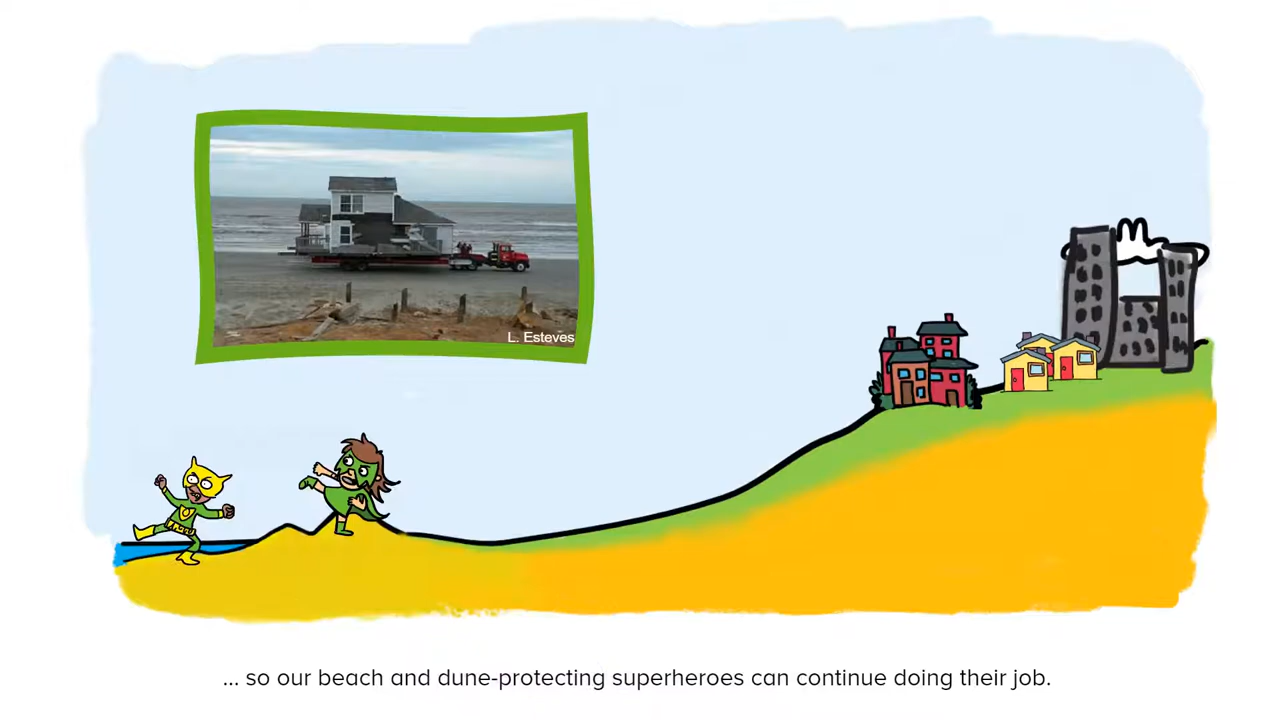 L. Esteves
... so our beach and dune-protecting superheroes can continue doing their job.